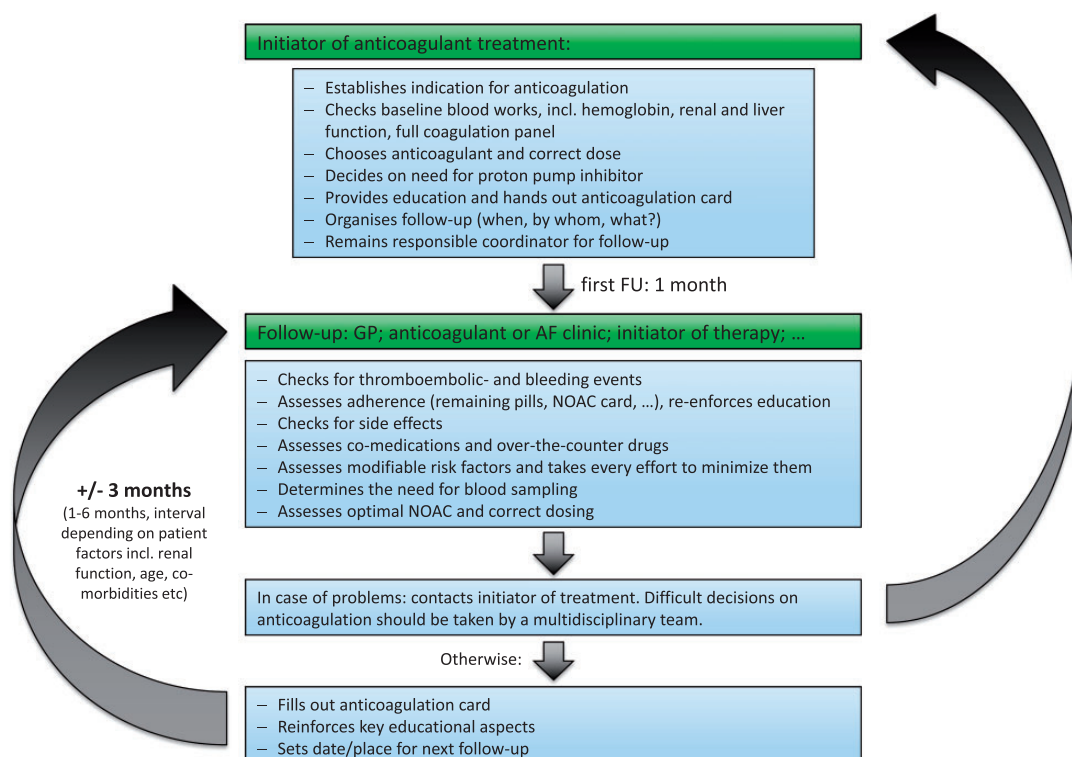 Initiator of anticoagulant treatment:
– Establishes indication for anticoagulation
– Checks baseline blood works, incl. hemoglobin, renal and liver
function, full coagulation panel
– Chooses anticoagulant and correct dose
– Decides on need for proton pump inhibitor
– Provides education and hands out anticoagulation card
– Organises follow-up (when, by whom, what?)
– Remains responsible coordinator for follow-up
first FU: 1 month
Follow-up: GP; anticoagulant or AF clinic; initiator of therapy; ...
– Checks for thromboembolic- and bleeding events
– Assesses adherence (remaining pills, NOAC card, ...), re-enforces education
– Checks for side effects
– Assesses co-medications and over-the-counter drugs
– Assesses modifiable risk factors and takes every effort to minimize them
– Determines the need for blood sampling
– Assesses optimal NOAC and correct dosing
+/- 3 months
(1-6 months, interval
depending on patient
factors incl. renal
function, age, co-
morbidities etc)
In case of problems: contacts initiator of treatment. Difficult decisions on
anticoagulation should be taken by a multidisciplinary team.
Otherwise:
– Fills out anticoagulation card
– Reinforces key educational aspects
– Sets date/place for next follow-up